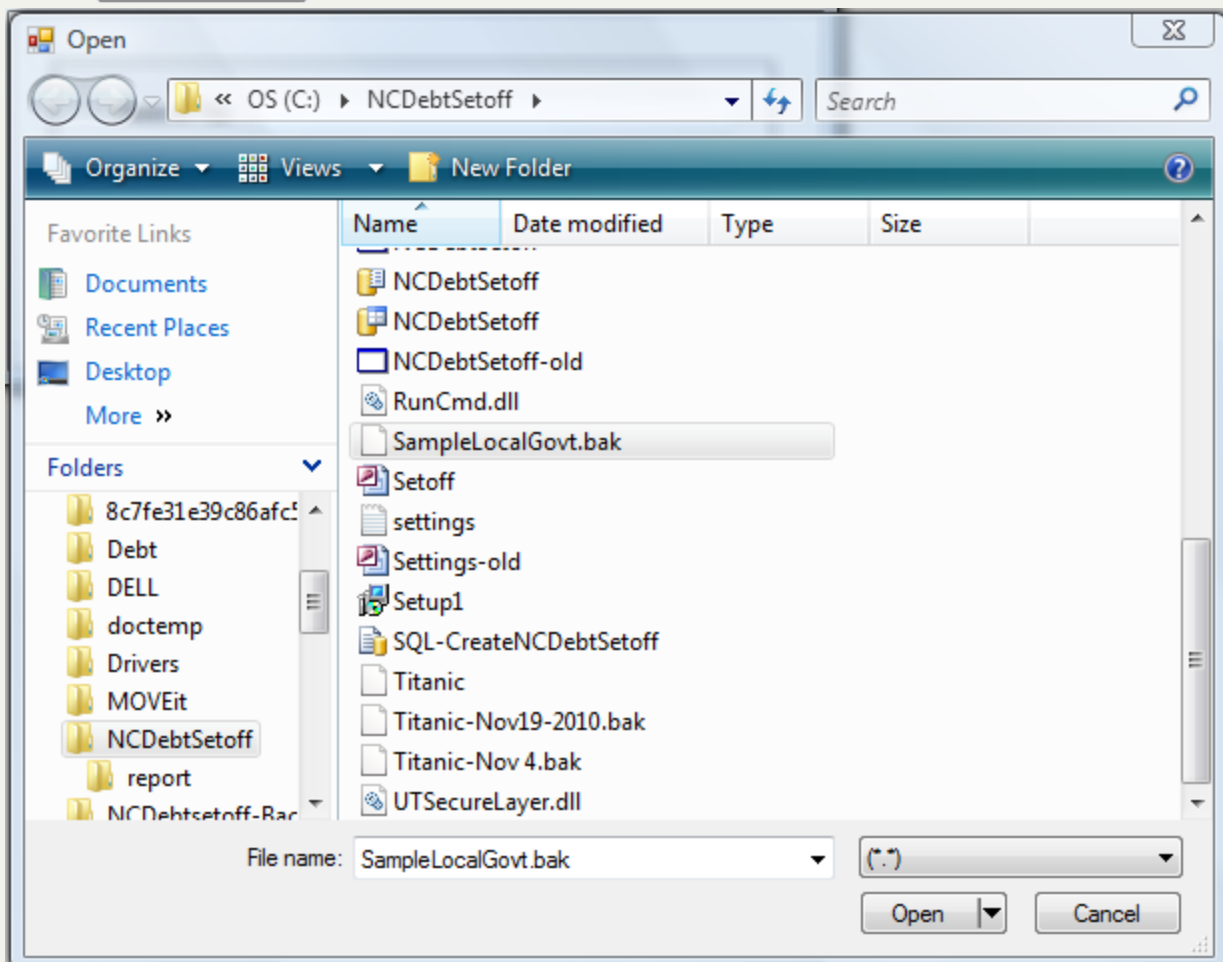 Open
« OS (C:) ▸ NCDebtSetoff ▸
Search
Organize
Views
New Folder
Favorite Links
Documents
Recent Places
Desktop
More »
Folders
8c7fe31e39c86afc
Debt
DELL
doctemp
Drivers
MOVEit
NCDebtSetoff
report
NCDebtsetoff-Bac
Name Date modified Type Size
NCDebtSetoff
NCDebtSetoff
NCDebtSetoff-old
RunCmd.dll
SampleLocalGovt.bak
Setoff
settings
Settings-old
Setup1
SQL-CreateNCDebtSetoff
Titanic
Titanic-Nov19-2010.bak
Titanic-Nov 4.bak
UTSecureLayer.dll
File name: SampleLocalGovt.bak
(*.*)
Open
Cancel